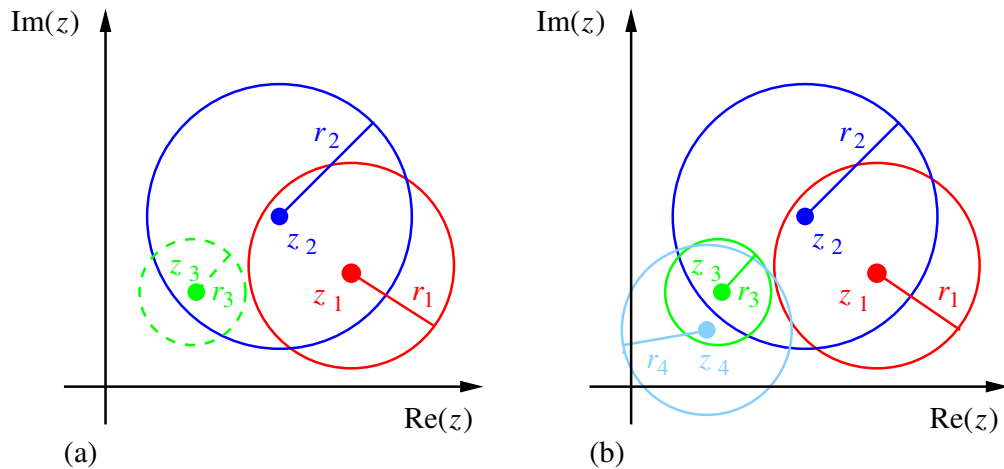 Im(z)
r2
z2
z3
r3
z1
r1
Re(z)
(a)
Im(z)
r2
z2
z3
r3
z1
r1
r4
z4
Re(z)
(b)